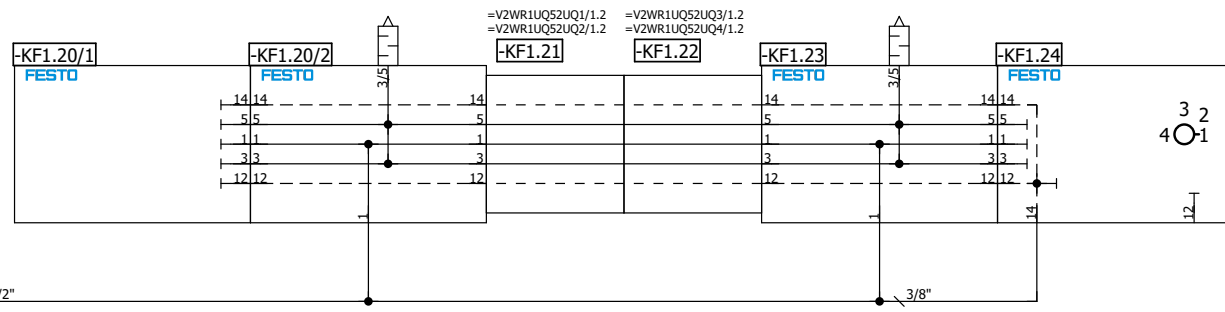 =V2WR1UQ52UQ1/1.2 =V2WR1UQ52UQ3/1.2
=V2WR1UQ52UQ2/1.2 =V2WR1UQ52UQ4/1.2
-KF1.20/1 -KF1.20/2 -KF1.21 -KF1.22 -KF1.23 -KF1.24
FESTO FESTO FESTO FESTO
3/5 3/5
14 14 14 14 14 14
5 5 5 5 5 5
1 1 1 1 1 1
3 3 3 3 3 3
12 12 12 12 12 12
3 2
4 1
1 1 14 12
/2" 3/8"